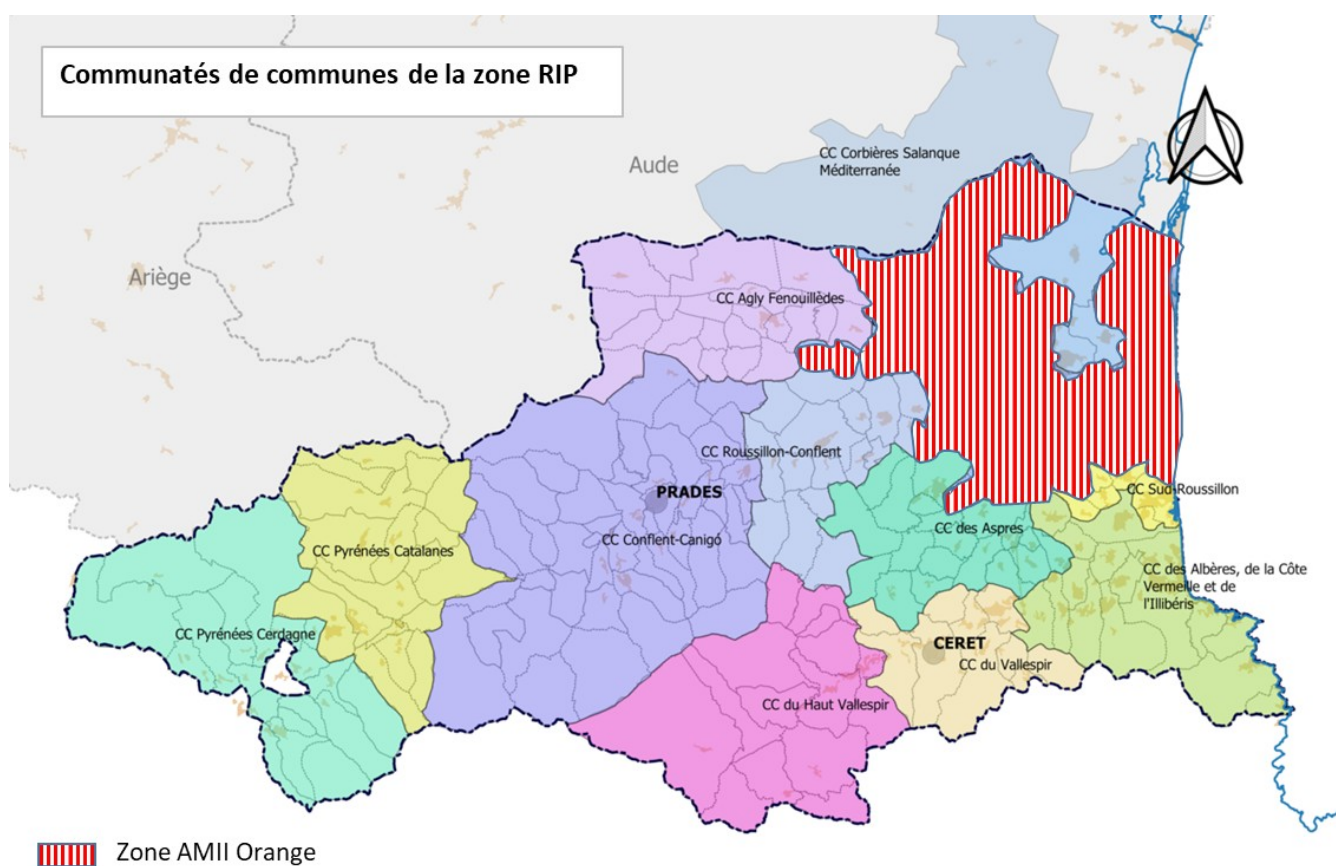 Communatés de communes de la zone RIP
CC Corbières Salanque
Méditerranée
Aude
Ariège
CC Agly Fenouillèdes
CC Roussillon-Conflent
PRADES
CC Sud-Roussillon
CC des Aspres
CC Conflent-Canigó
CC Pyrénées Catalanes
CC des Albères, de la Côte
Vermeille et de
l'Illibéris
CC Pyrénées Cerdagne
CERET
CC du Vallespir
CC du Haut Vallespir
Zone AMII Orange